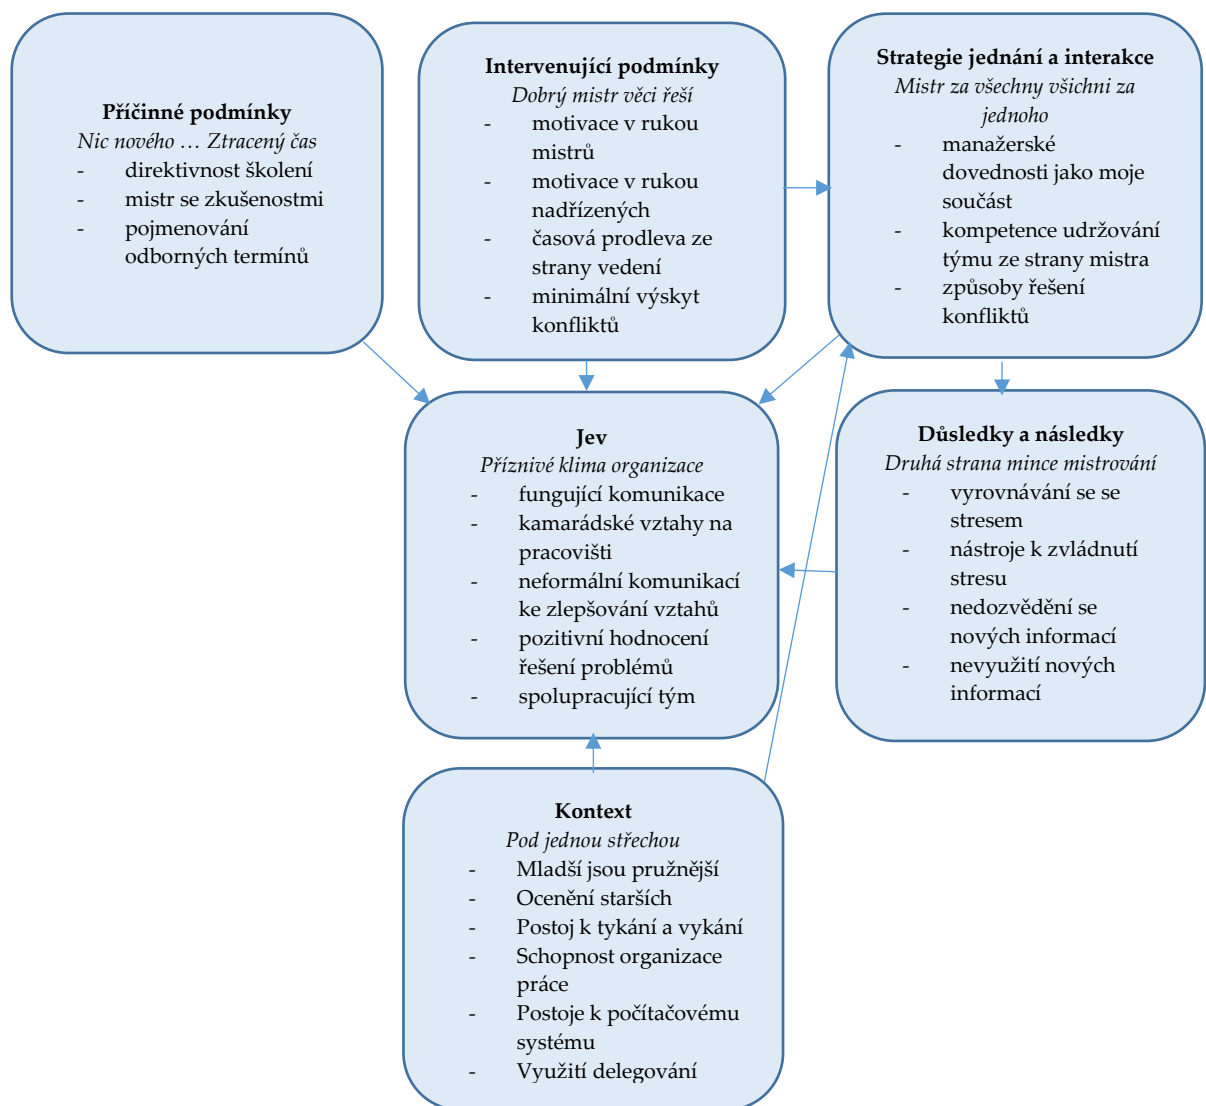 Příčinné podmínky
Nic nového … Ztracený čas
- direktivnost školení
- mistr se zkušenostmi
- pojmenování
odborných termínů
Intervenující podmínky
Dobrý mistr věci řeší
- motivace v rukou
mistrů
- motivace v rukou
nadřízených
- časová prodleva ze
strany vedení
- minimální výskyt
konfliktů
Strategie jednání a interakce
Mistr za všechny všichni za
jednoho
- manažerské
dovednosti jako moje
součást
- kompetence udržování
týmu ze strany mistra
- způsoby řešení
konfliktů
Jev
Příznivé klima organizace
- fungující komunikace
- kamarádské vztahy na
pracovišti
- neformální komunikací
ke zlepšování vztahů
- pozitivní hodnocení
řešení problémů
- spolupracující tým
Důsledky a následky
Druhá strana mince mistrování
- vyrovnávání se se
stresem
- nástroje k zvládnutí
stresu
- nedozvědění se
nových informací
- nevyužití nových
informací
Kontext
Pod jednou střechou
- Mladší jsou pružnější
- Ocenění starších
- Postoj k tykání a vykání
- Schopnost organizace
práce
- Postoje k počítačovému
systému
- Využití delegování